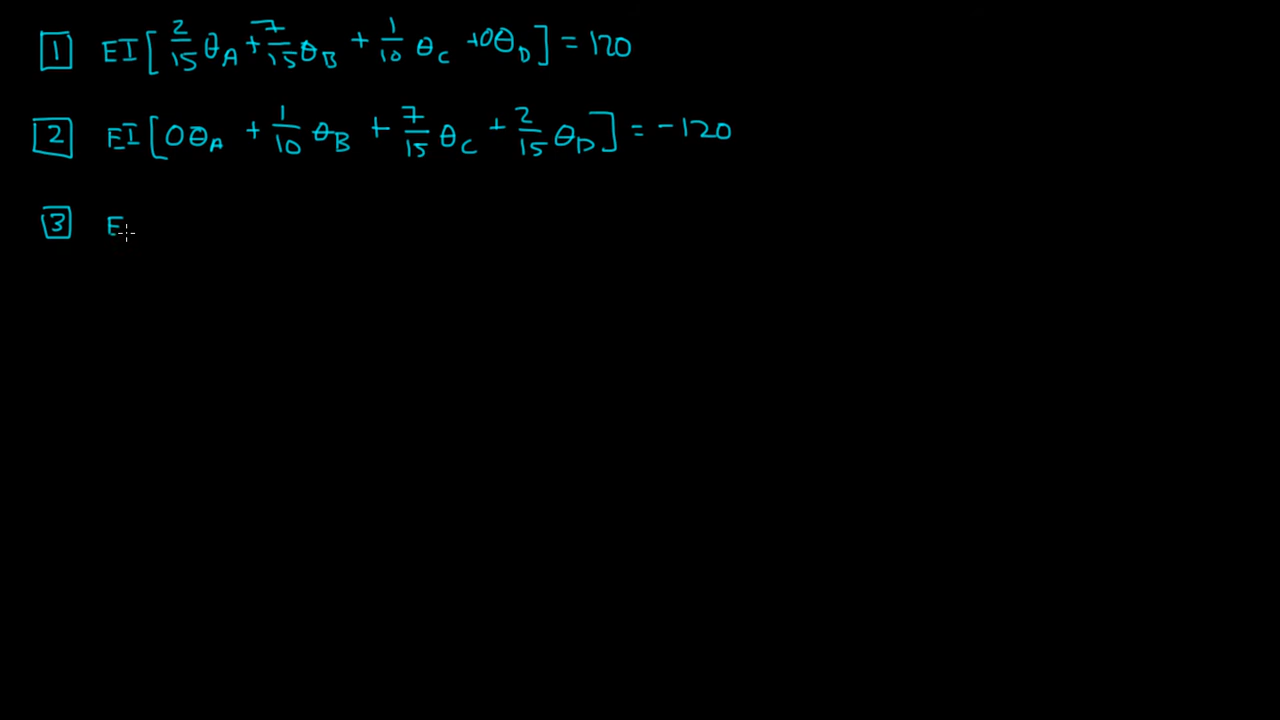 1 EI[2/15 θA + 7/15 θB + 1/10 θC + 0θD] = 120
2 EI[0θA + 1/10 θB + 7/15 θC + 2/15 θD] = -120
3 E